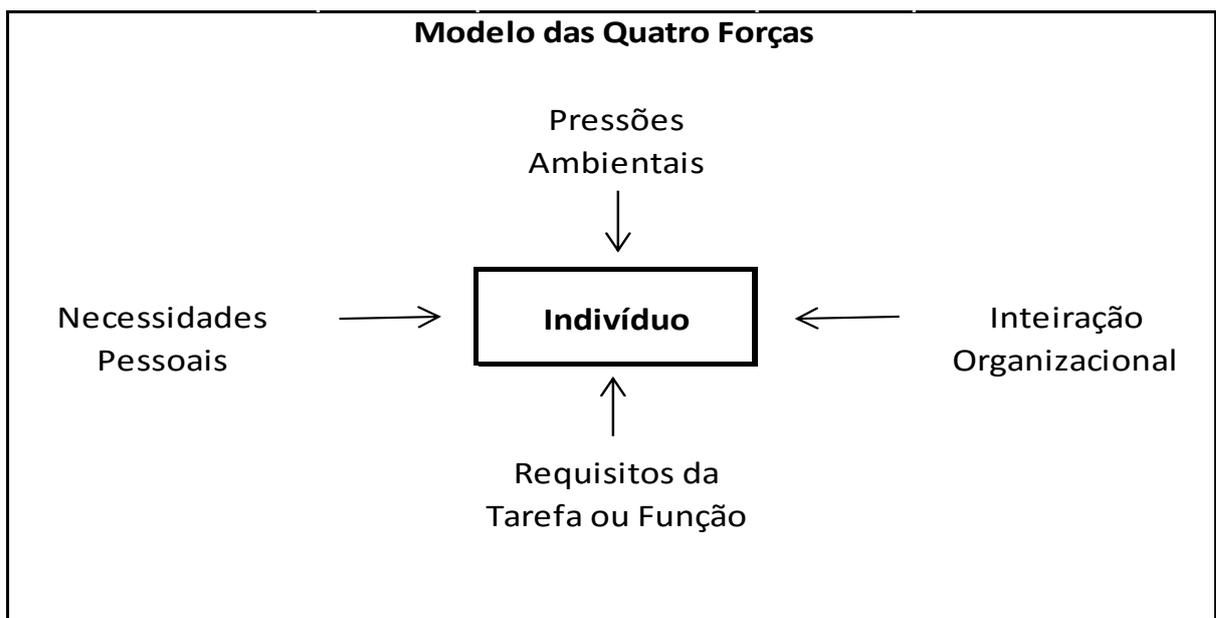 Modelo das Quatro Forças
Pressões
Ambientais
Necessidades
Pessoais
Indivíduo
Inteiração
Organizacional
Requisitos da
Tarefa ou Função